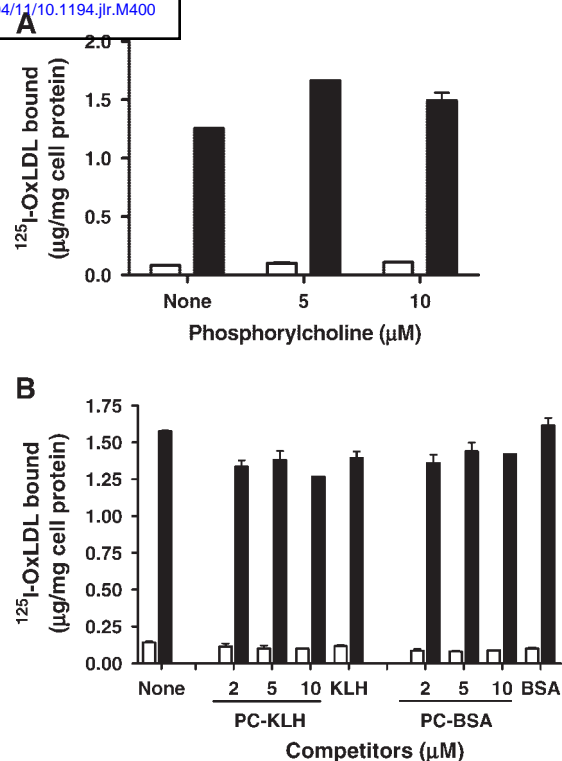 4/11/10.1194.jlr.M400
A
¹²⁵I-OxLDL bound
(µg/mg cell protein)
2.0
1.5
1.0
0.5
0.0
None 5 10
Phosphorylcholine (µM)
B
¹²⁵I-OxLDL bound
(µg/mg cell protein)
1.75
1.50
1.25
1.00
0.75
0.50
0.25
0.00
None 2 5 10 KLH 2 5 10 BSA
PC-KLH PC-BSA
Competitors (µM)